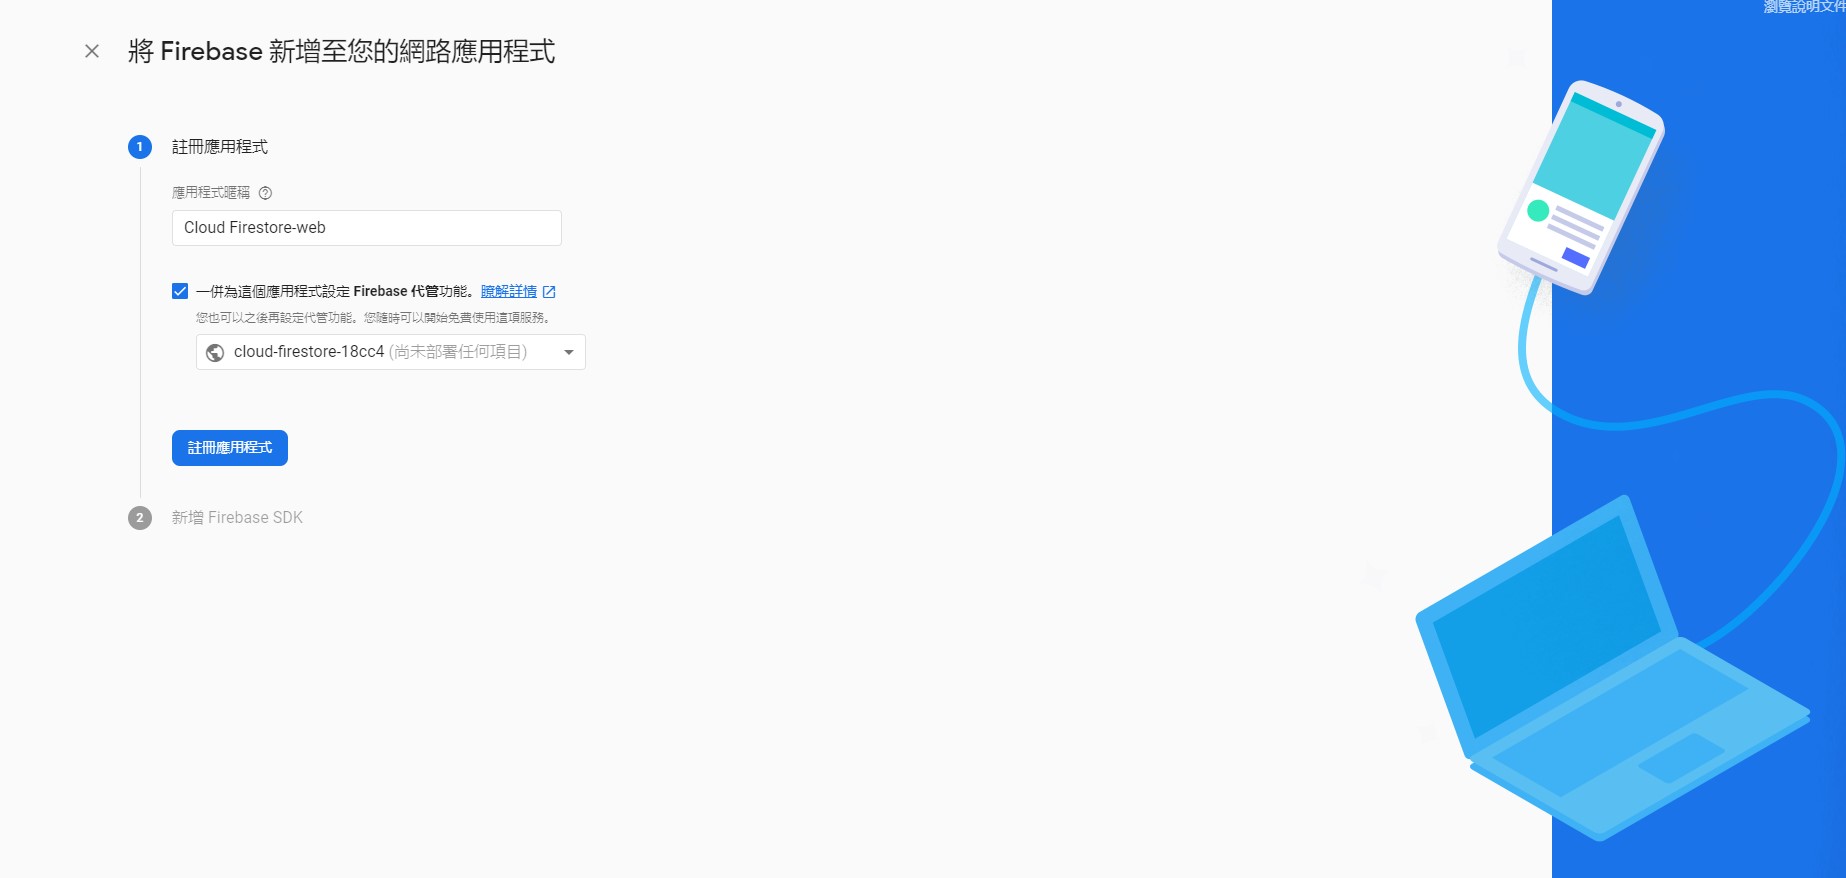 瀏覽說明文件
將 Firebase 新增至您的網路應用程式
1 註冊應用程式
應用程式暱稱
Cloud Firestore-web
一併為這個應用程式設定 Firebase 代管功能。瞭解詳情
您也可以之後再設定代管功能。您隨時可以開始免費使用這項服務。
cloud-firestore-18cc4 (尚未部署任何項目)
註冊應用程式
2 新增 Firebase SDK